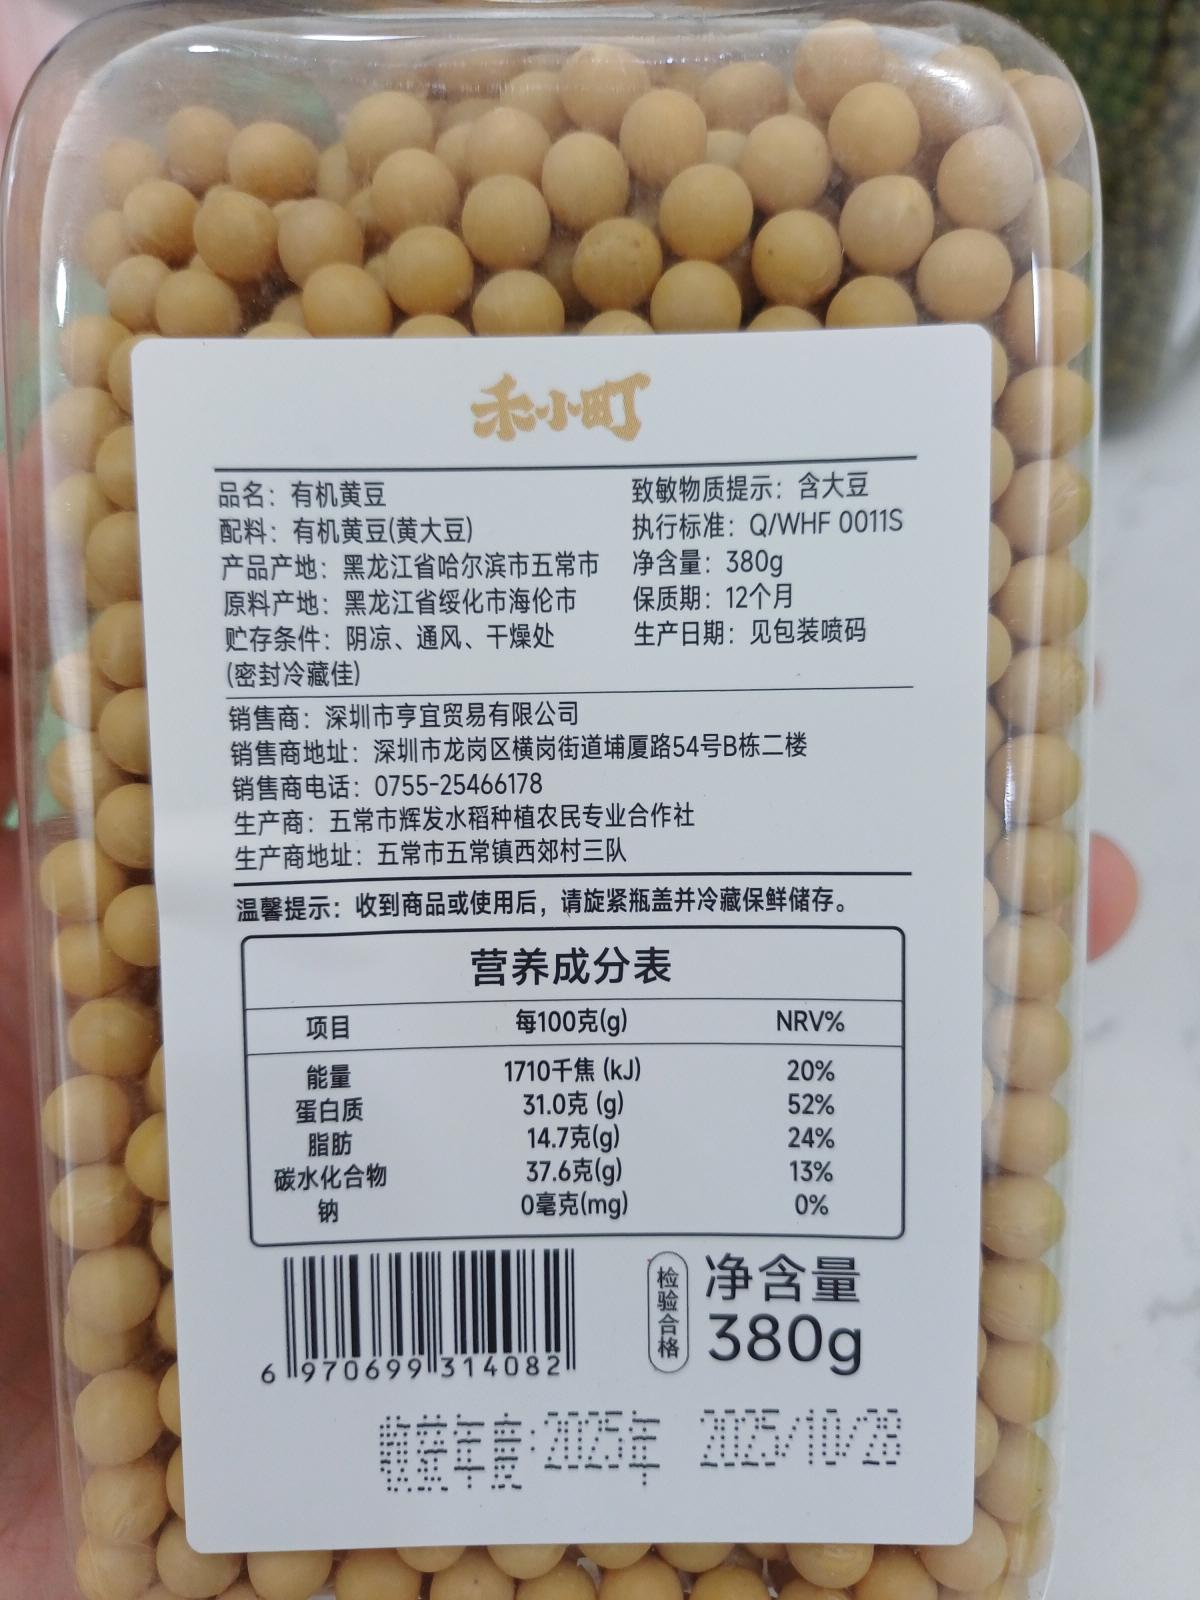 禾小町
品名：有机黄豆
配料：有机黄豆(黄大豆)
产品产地：黑龙江省哈尔滨市五常市
原料产地：黑龙江省绥化市海伦市
贮存条件：阴凉、通风、干燥处
(密封冷藏佳)
致敏物质提示：含大豆
执行标准：Q/WHF 0011S
净含量：380g
保质期：12个月
生产日期：见包装喷码
销售商：深圳市亨宜贸易有限公司
销售商地址：深圳市龙岗区横岗街道埔厦路54号B栋二楼
销售商电话：0755-25466178
生产商：五常市辉发水稻种植农民专业合作社
生产商地址：五常市五常镇西郊村三队
温馨提示：收到商品或使用后，请旋紧瓶盖并冷藏保鲜储存。
营养成分表
项目 每100克(g) NRV%
能量 1710千焦 (kJ) 20%
蛋白质 31.0克 (g) 52%
脂肪 14.7克(g) 24%
碳水化合物 37.6克(g) 13%
钠 0毫克(mg) 0%
6 970699 314082
检验合格
净含量
380g
收获年度:2025年 2025/10/28